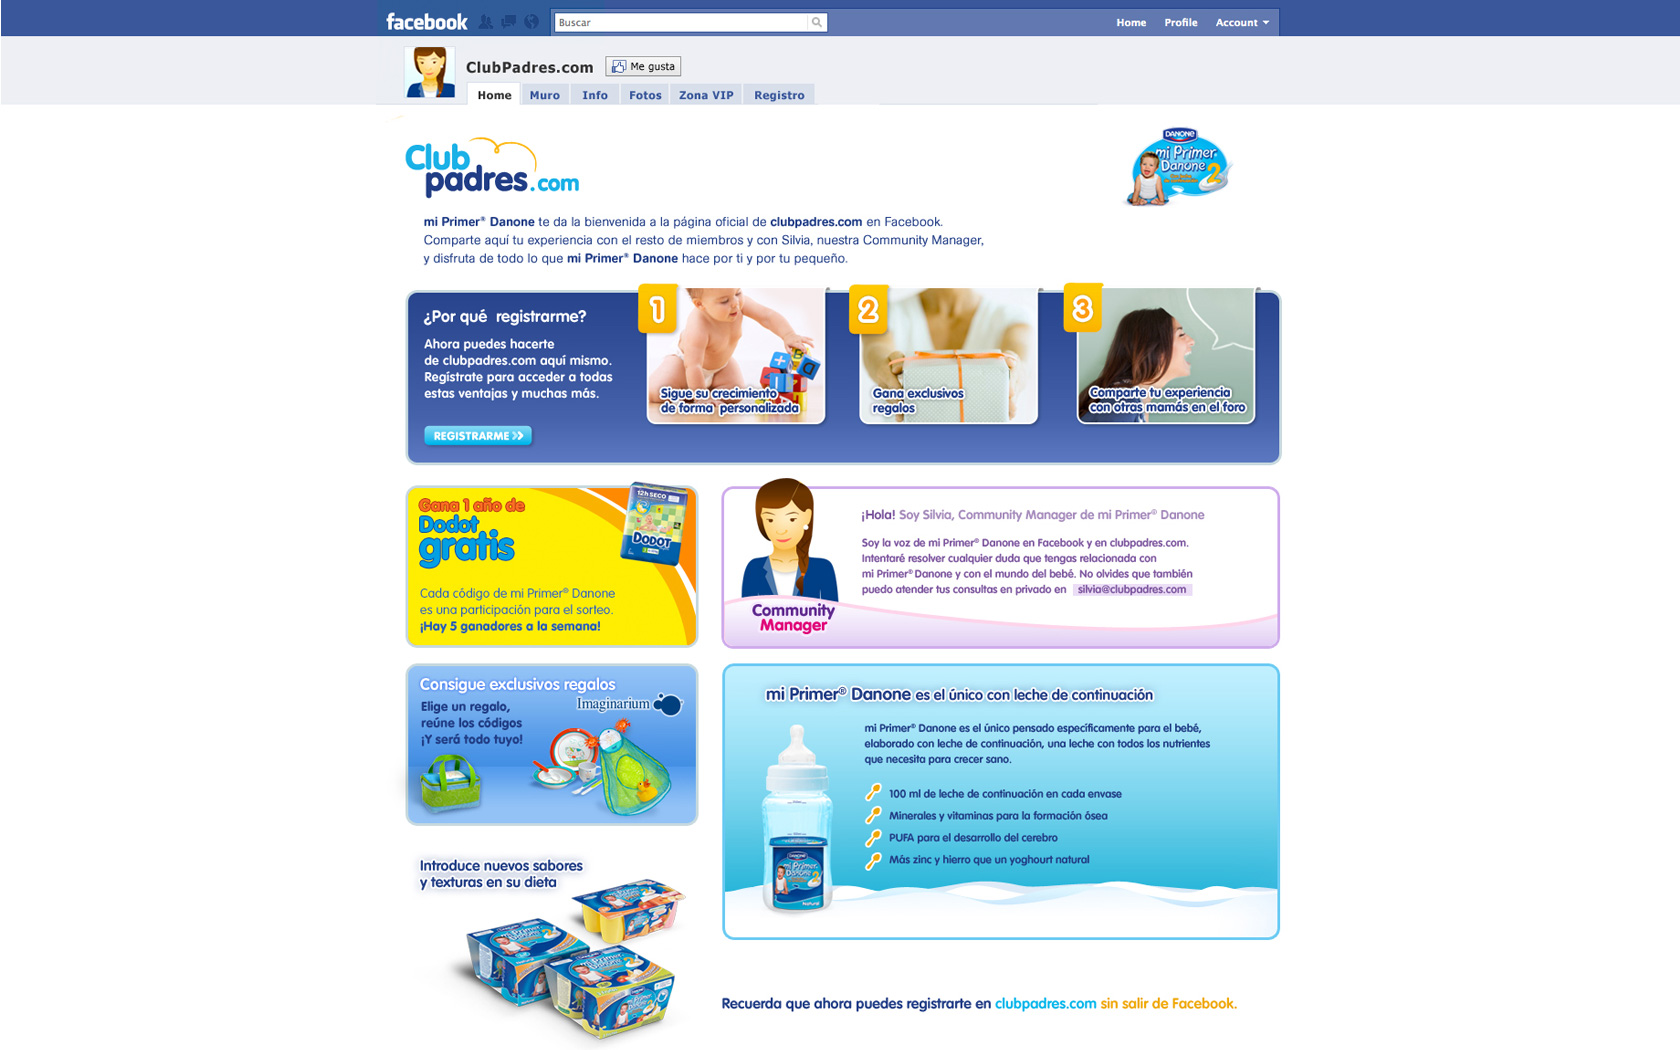 facebook
Buscar
Home Profile Account
ClubPadres.com
Me gusta
Home Muro Info Fotos Zona VIP Registro
Club
padres.com
DANONE
mi Primer
Danone 2
mi Primer® Danone te da la bienvenida a la página oficial de clubpadres.com en Facebook.
Comparte aquí tu experiencia con el resto de miembros y con Silvia, nuestra Community Manager,
y disfruta de todo lo que mi Primer® Danone hace por ti y por tu pequeño.
¿Por qué registrarme?
Ahora puedes hacerte
de clubpadres.com aquí mismo.
Regístrate para acceder a todas
estas ventajas y muchas más.
REGISTRARME
1
Sigue su crecimiento
de forma personalizada
2
Gana exclusivos
regalos
3
Comparte tu experiencia
con otras mamás en el foro
Gana 1 año de
Dodot
gratis
12h SECO
DODOT
Cada código de mi Primer® Danone
es una participación para el sorteo.
¡Hay 5 ganadores a la semana!
Community
Manager
¡Hola! Soy Silvia, Community Manager de mi Primer® Danone
Soy la voz de mi Primer® Danone en Facebook y en clubpadres.com.
Intentaré resolver cualquier duda que tengas relacionada con
mi Primer® Danone y con el mundo del bebé. No olvides que también
puedo atender tus consultas en privado en silvia@clubpadres.com
Consigue exclusivos regalos
Elige un regalo,
reúne los códigos
¡Y será todo tuyo!
Imaginarium
mi Primer® Danone es el único con leche de continuación
mi Primer® Danone es el único pensado específicamente para el bebé,
elaborado con leche de continuación, una leche con todos los nutrientes
que necesita para crecer sano.
100 ml de leche de continuación en cada envase
Minerales y vitaminas para la formación ósea
PUFA para el desarrollo del cerebro
Más zinc y hierro que un yoghourt natural
DANONE
mi Primer
Danone 2
Natural
Introduce nuevos sabores
y texturas en su dieta
mi Primer
Danone
mi Primer
Danone
Recuerda que ahora puedes registrarte en clubpadres.com sin salir de Facebook.